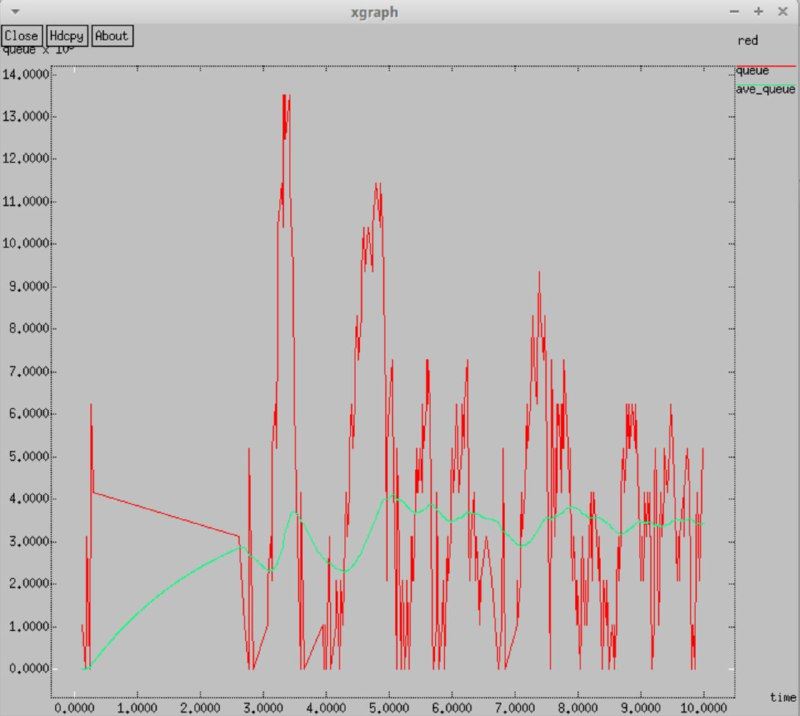 xgraph
Close Hdcpy About
red
queue x 10³
queue
ave_queue
14.0000
13.0000
12.0000
11.0000
10.0000
9.0000
8.0000
7.0000
6.0000
5.0000
4.0000
3.0000
2.0000
1.0000
0.0000
time
0.0000 1.0000 2.0000 3.0000 4.0000 5.0000 6.0000 7.0000 8.0000 9.0000 10.0000